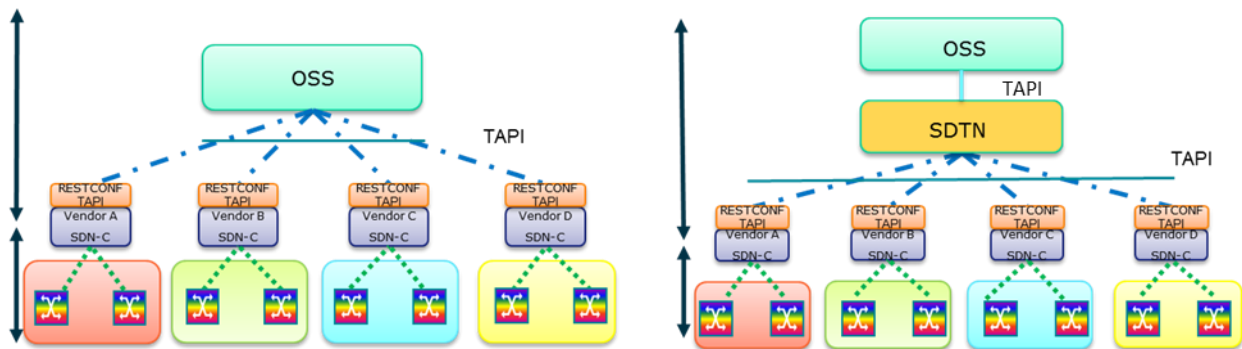 OSS
TAPI
RESTCONF
TAPI
Vendor A
SDN-C
RESTCONF
TAPI
Vendor B
SDN-C
RESTCONF
TAPI
Vendor C
SDN-C
RESTCONF
TAPI
Vendor D
SDN-C
OSS
TAPI
SDTN
TAPI
RESTCONF
TAPI
Vendor A
SDN-C
RESTCONF
TAPI
Vendor B
SDN-C
RESTCONF
TAPI
Vendor C
SDN-C
RESTCONF
TAPI
Vendor D
SDN-C